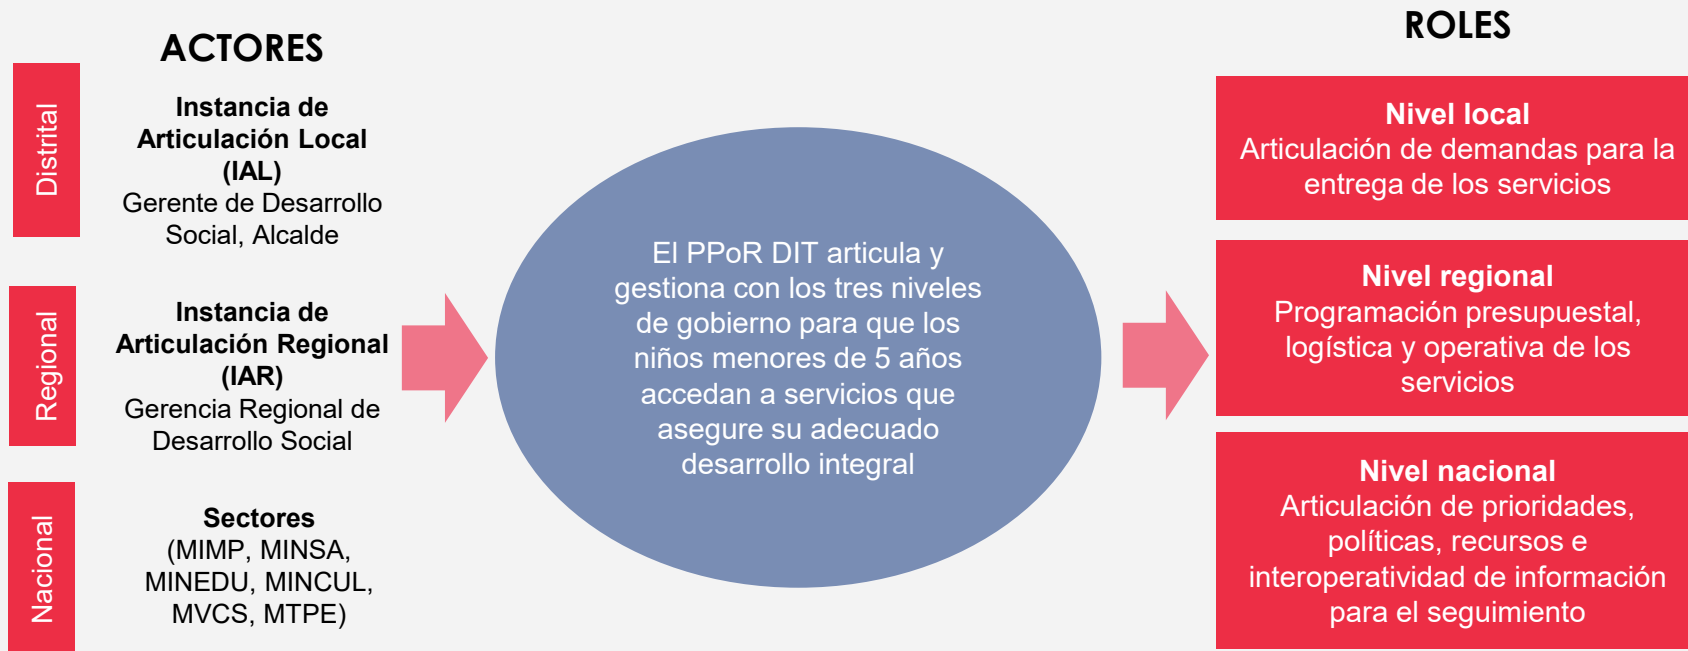 ACTORES
Distrital
Instancia de
Articulación Local
(IAL)
Gerente de Desarrollo
Social, Alcalde
Regional
Instancia de
Articulación Regional
(IAR)
Gerencia Regional de
Desarrollo Social
Nacional
Sectores
(MIMP, MINSA,
MINEDU, MINCUL,
MVCS, MTPE)
El PPoR DIT articula y
gestiona con los tres niveles
de gobierno para que los
niños menores de 5 años
accedan a servicios que
asegure su adecuado
desarrollo integral
ROLES
Nivel local
Articulación de demandas para la
entrega de los servicios
Nivel regional
Programación presupuestal,
logística y operativa de los
servicios
Nivel nacional
Articulación de prioridades,
políticas, recursos e
interoperatividad de información
para el seguimiento